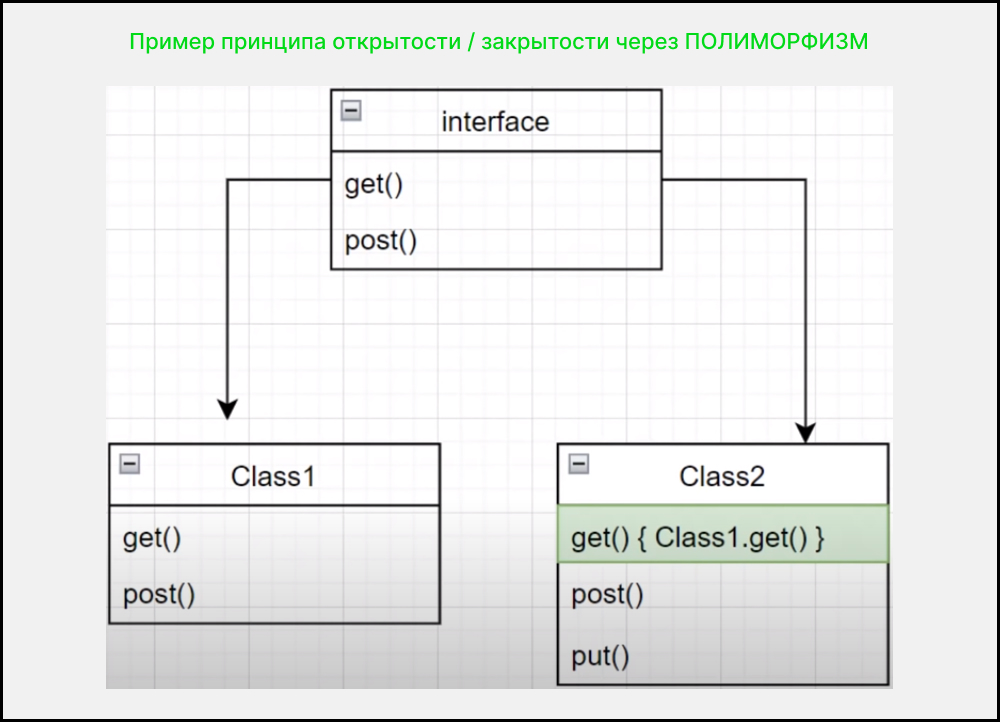 Пример принципа открытости / закрытости через ПОЛИМОРФИЗМ
interface
get()
post()
Class1
get()
post()
Class2
get() { Class1.get() }
post()
put()